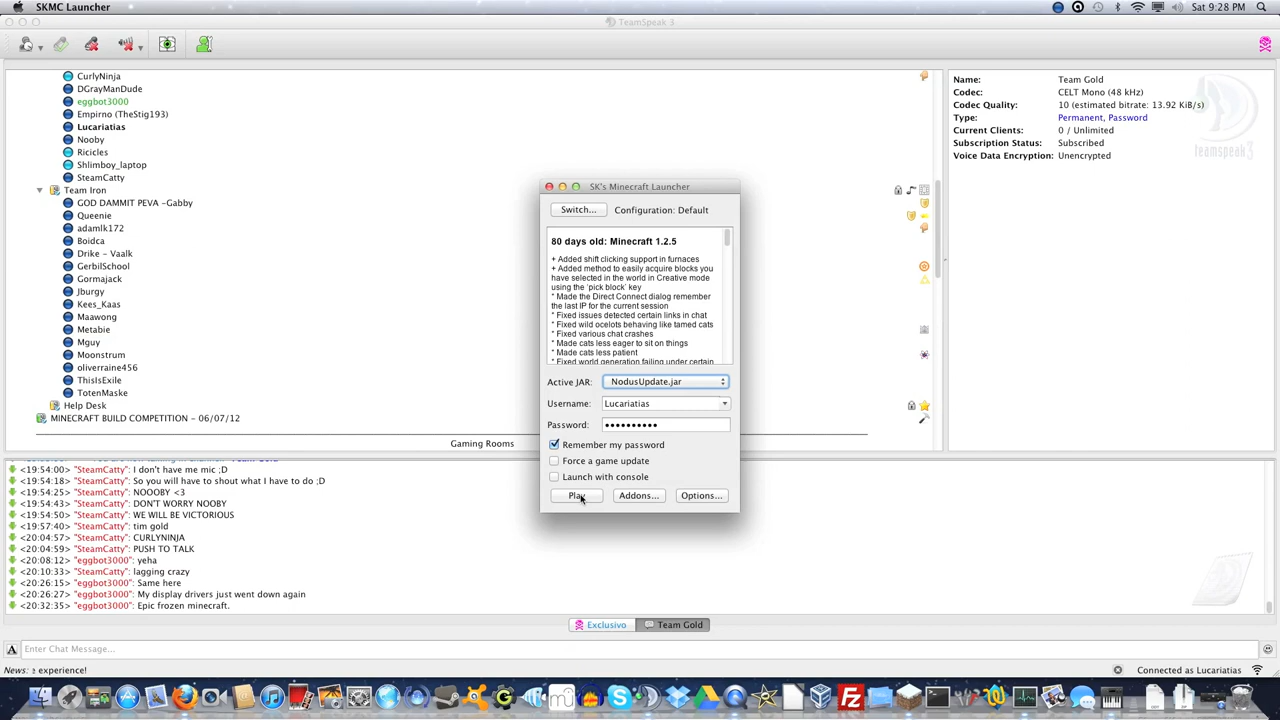 SKMC Launcher
Sat 9:28 PM
TeamSpeak 3
CurlyNinja
DGrayManDude
eggbot3000
Empirno (TheStig193)
Lucariatias
Nooby
Ricicles
Shlimboy_laptop
SteamCatty
Team Iron
GOD DAMMIT PEVA -Gabby
Queenie
adamlk172
Boidca
Drike - Vaalk
GerbilSchool
Gormajack
Jburgy
Kees_Kaas
Maawong
Metabie
Mguy
Moonstrum
oliverraine456
ThisIsExile
TotenMaske
Help Desk
MINECRAFT BUILD COMPETITION - 06/07/12
Gaming Rooms
Name: Team Gold
Codec: CELT Mono (48 kHz)
Codec Quality: 10 (estimated bitrate: 13.92 KiB/s)
Type: Permanent, Password
Current Clients: 0 / Unlimited
Subscription Status: Subscribed
Voice Data Encryption: Unencrypted
teamspeak 3
SK's Minecraft Launcher
Switch... Configuration: Default
80 days old: Minecraft 1.2.5
+ Added shift clicking support in furnaces
+ Added method to easily acquire blocks you
have selected in the world in Creative mode
using the 'pick block' key
* Made the Direct Connect dialog remember
the last IP for the current session
* Fixed issues detected certain links in chat
* Fixed wild ocelots behaving like tamed cats
* Fixed various chat crashes
* Made cats less eager to sit on things
* Made cats less patient
* Fixed world generation failing under certain
Active JAR: NodusUpdate.jar
Username: Lucariatias
Password: ••••••••••
Remember my password
Force a game update
Launch with console
Play Addons... Options...
<19:54:00> "SteamCatty": I don't have me mic ;D
<19:54:18> "SteamCatty": So you will have to shout what I have to do ;D
<19:54:25> "SteamCatty": NOOOBY <3
<19:54:43> "SteamCatty": DON'T WORRY NOOBY
<19:54:50> "SteamCatty": WE WILL BE VICTORIOUS
<19:57:40> "SteamCatty": tim gold
<20:04:57> "SteamCatty": CURLYNINJA
<20:04:59> "SteamCatty": PUSH TO TALK
<20:08:12> "eggbot3000": yeha
<20:10:33> "SteamCatty": lagging crazy
<20:26:15> "eggbot3000": Same here
<20:26:27> "eggbot3000": My display drivers just went down again
<20:32:35> "eggbot3000": Epic frozen minecraft.
Exclusivo Team Gold
Enter Chat Message...
News: experience!
Connected as Lucariatias